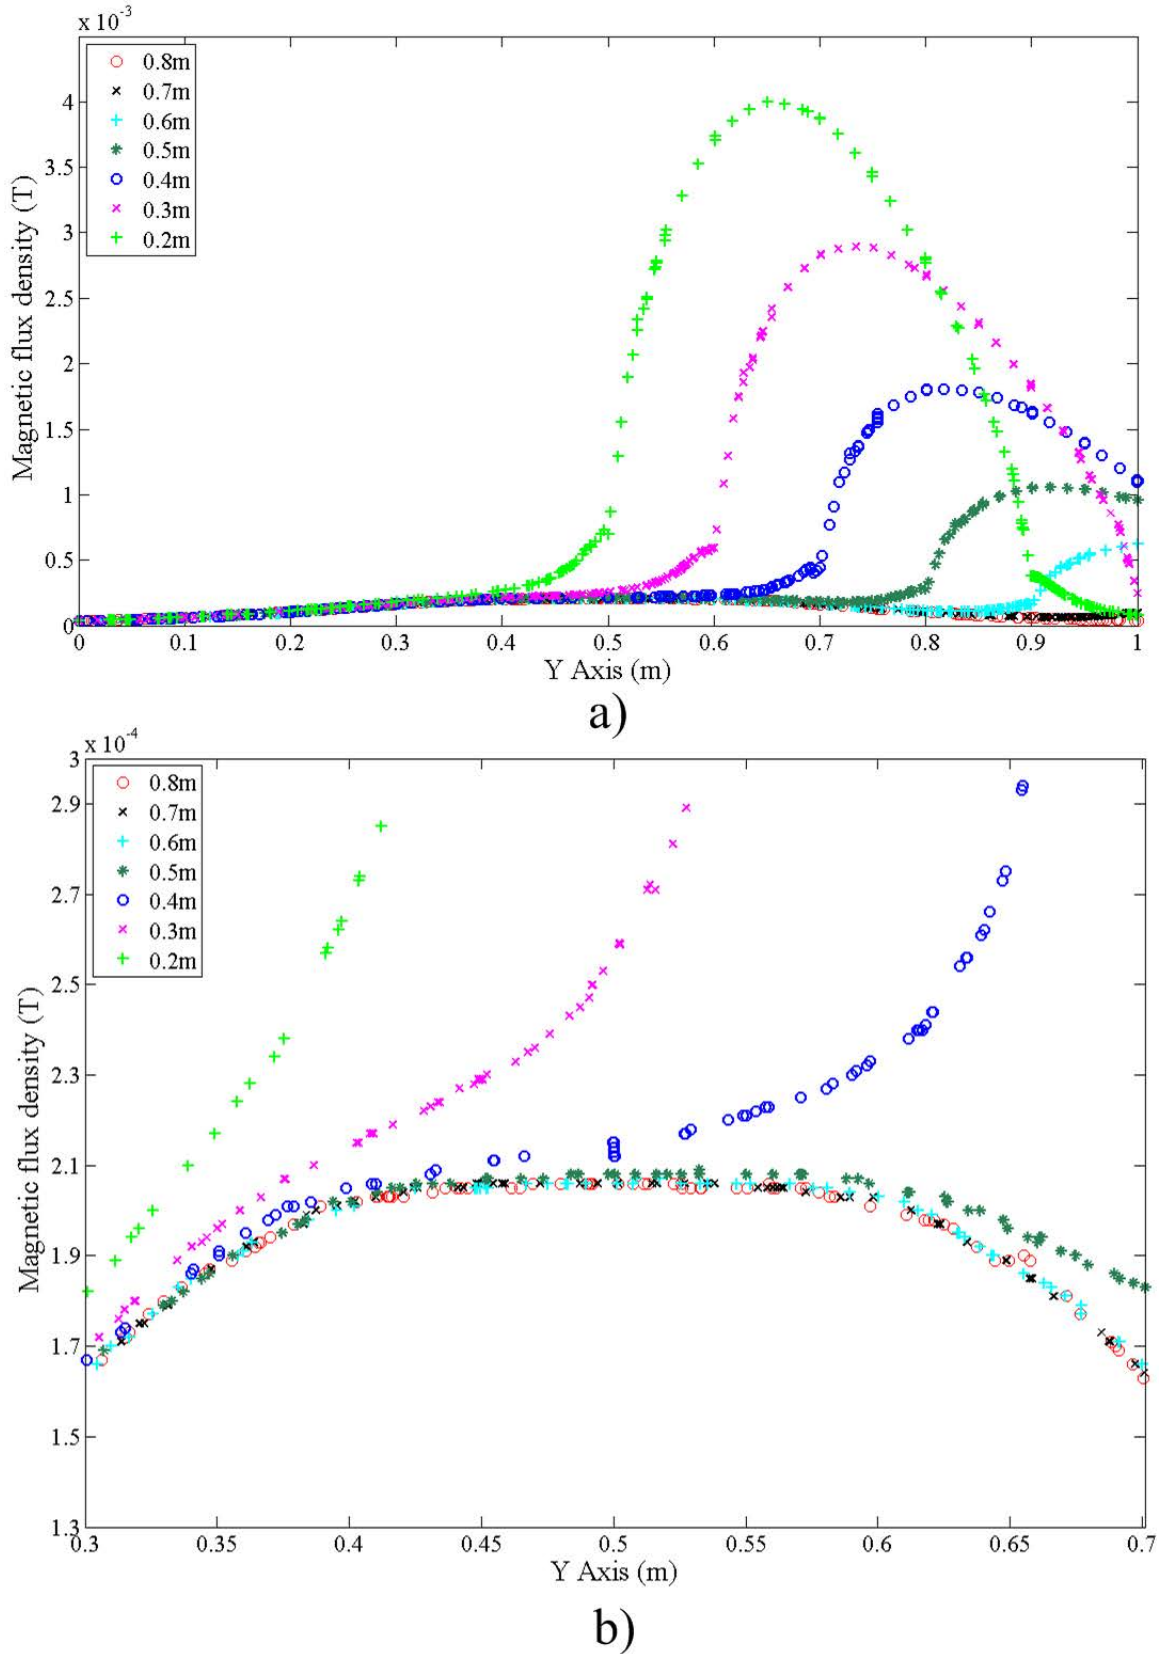 x 10-3
0.8m
0.7m
0.6m
0.5m
0.4m
0.3m
0.2m
4
3.5
3
2.5
2
1.5
1
0.5
0
Magnetic flux density (T)
0 0.1 0.2 0.3 0.4 0.5 0.6 0.7 0.8 0.9 1
Y Axis (m)
a)
x 10-4
0.8m
0.7m
0.6m
0.5m
0.4m
0.3m
0.2m
3
2.9
2.7
2.5
2.3
2.1
1.9
1.7
1.5
1.3
Magnetic flux density (T)
0.3 0.35 0.4 0.45 0.5 0.55 0.6 0.65 0.7
Y Axis (m)
b)